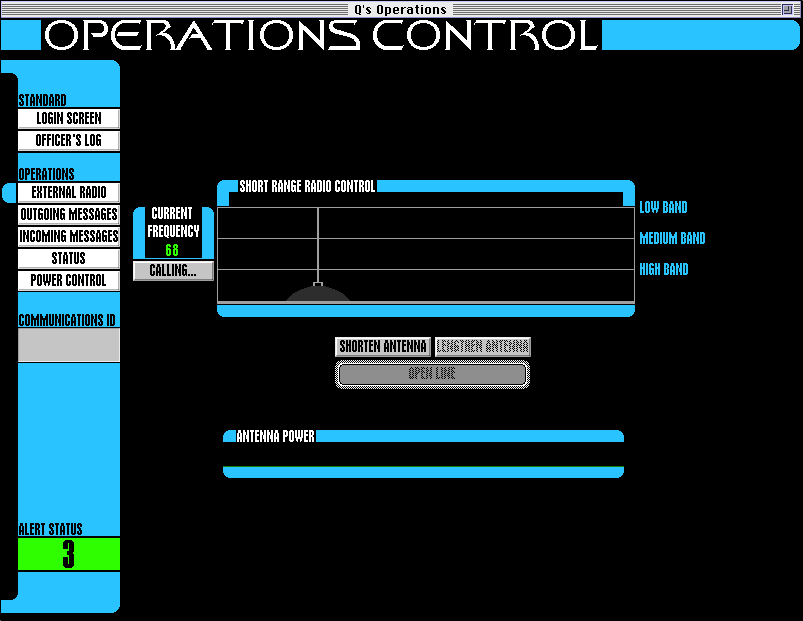 Q's Operations
OPERATIONS CONTROL
STANDARD
LOGIN SCREEN
OFFICER'S LOG
OPERATIONS
EXTERNAL RADIO
OUTGOING MESSAGES
INCOMING MESSAGES
STATUS
POWER CONTROL
COMMUNICATIONS ID
ALERT STATUS
3
CURRENT
FREQUENCY
68
CALLING...
SHORT RANGE RADIO CONTROL
LOW BAND
MEDIUM BAND
HIGH BAND
SHORTEN ANTENNA
LENGTHEN ANTENNA
OPEN LINE
ANTENNA POWER